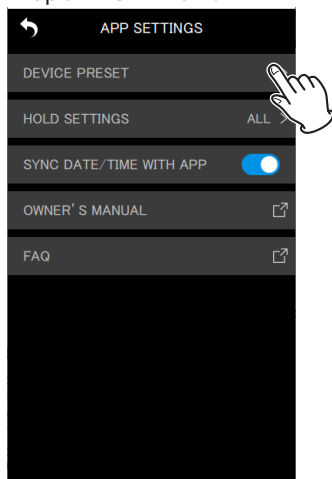 APP SETTINGS
DEVICE PRESET
HOLD SETTINGS ALL >
SYNC DATE/TIME WITH APP
OWNER'S MANUAL
FAQ